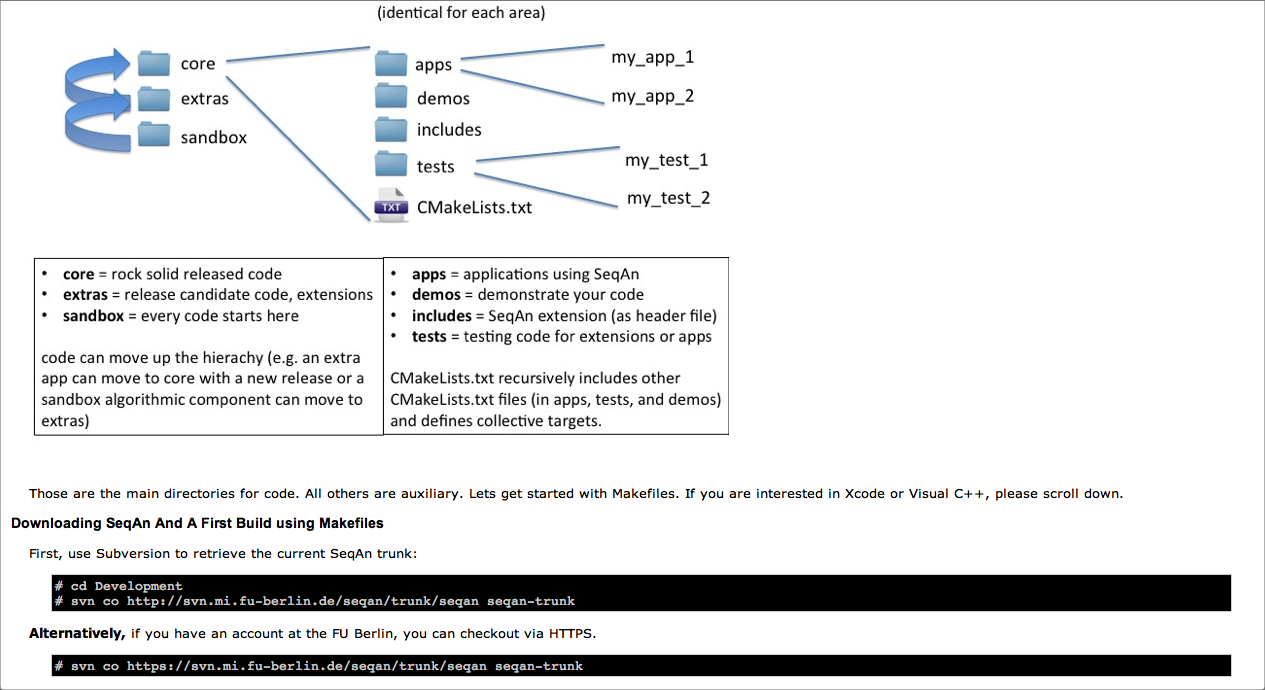 (identical for each area)
core
extras
sandbox
apps
demos
includes
tests
TXT
CMakeLists.txt
my_app_1
my_app_2
my_test_1
my_test_2
• core = rock solid released code
• extras = release candidate code, extensions
• sandbox = every code starts here
code can move up the hierachy (e.g. an extra
app can move to core with a new release or a
sandbox algorithmic component can move to
extras)
• apps = applications using SeqAn
• demos = demonstrate your code
• includes = SeqAn extension (as header file)
• tests = testing code for extensions or apps
CMakeLists.txt recursively includes other
CMakeLists.txt files (in apps, tests, and demos)
and defines collective targets.
Those are the main directories for code. All others are auxiliary. Lets get started with Makefiles. If you are interested in Xcode or Visual C++, please scroll down.
Downloading SeqAn And A First Build using Makefiles
First, use Subversion to retrieve the current SeqAn trunk:
# cd Development
# svn co http://svn.mi.fu-berlin.de/seqan/trunk/seqan seqan-trunk
Alternatively, if you have an account at the FU Berlin, you can checkout via HTTPS.
# svn co https://svn.mi.fu-berlin.de/seqan/trunk/seqan seqan-trunk